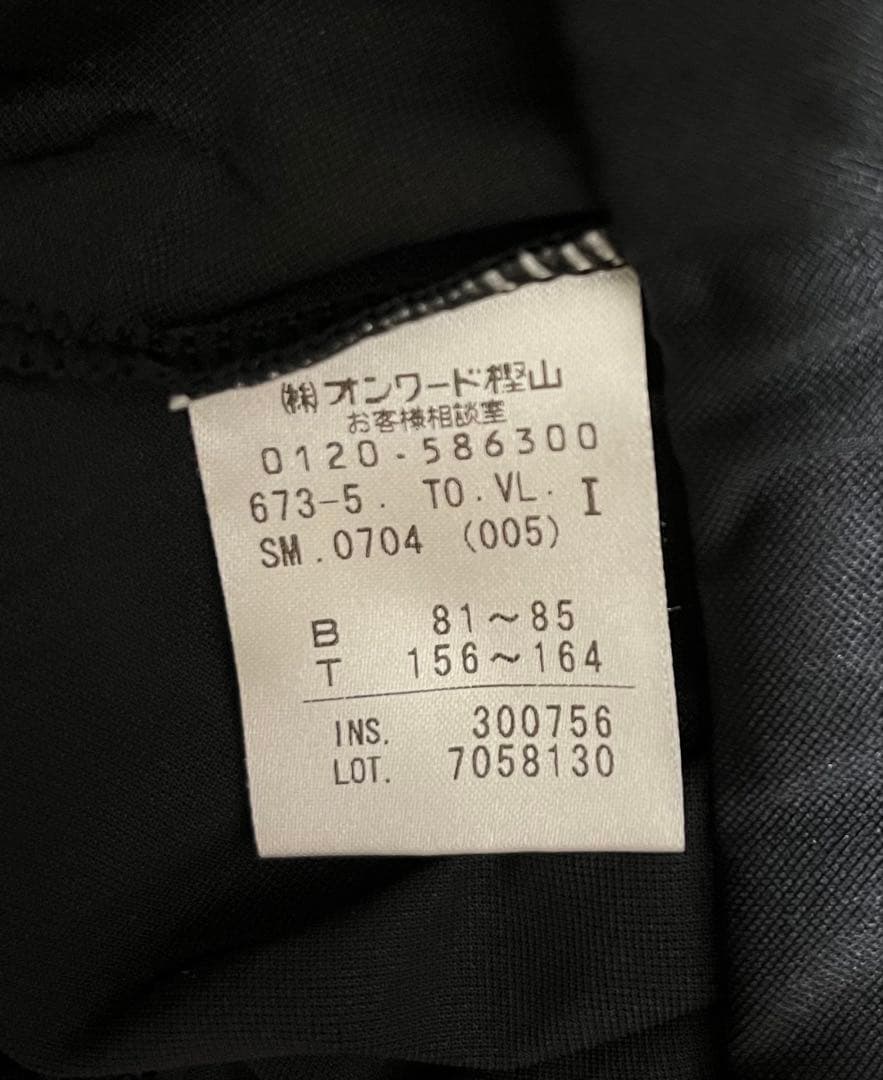 ㈱オンワード樫山
お客様相談室
0120-586300
673-5. TO.VL. I
SM.0704 (005)
B 81~85
T 156~164
INS. 300756
LOT. 7058130